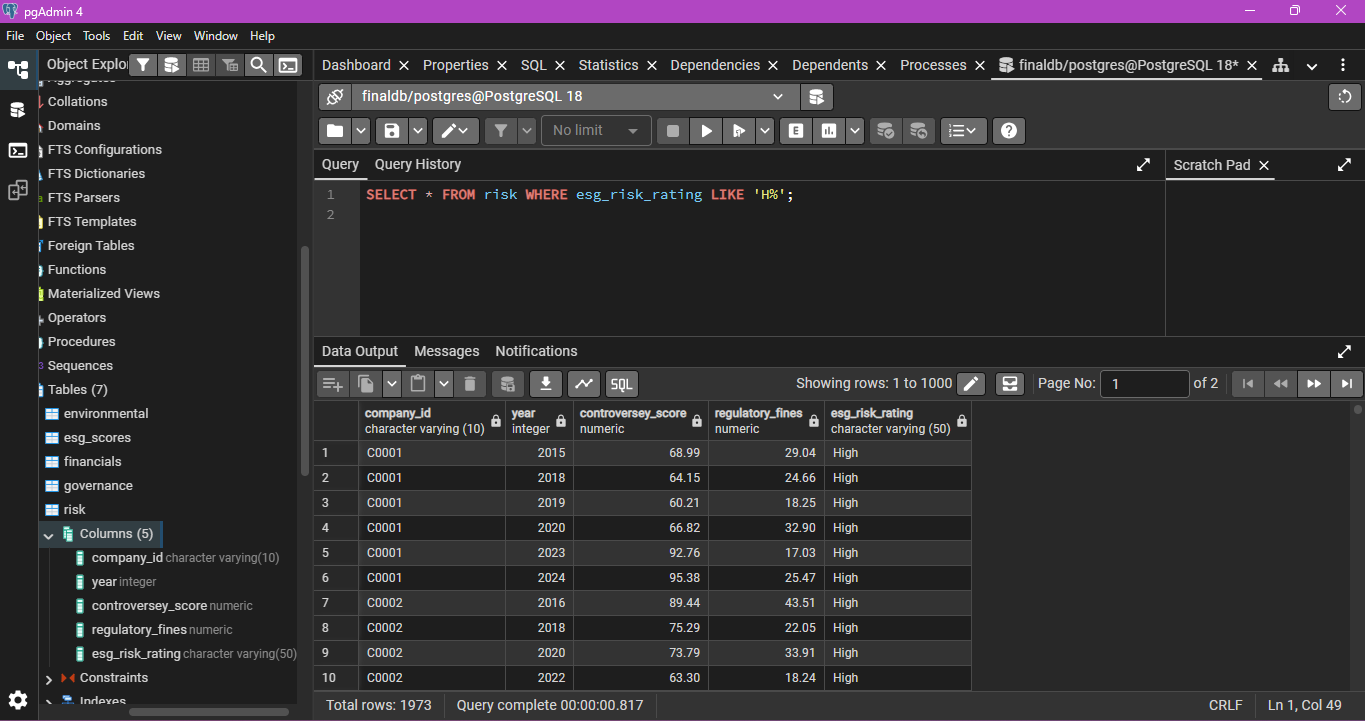 pgAdmin 4
File Object Tools Edit View Window Help
Object Explo
Dashboard Properties SQL Statistics Dependencies Dependents Processes finaldb/postgres@PostgreSQL 18*
finaldb/postgres@PostgreSQL 18
No limit
E
SQL
Query Query History
Scratch Pad
1 SELECT * FROM risk WHERE esg_risk_rating LIKE 'H%';
2
Aggregates
Collations
Domains
FTS Configurations
FTS Dictionaries
FTS Parsers
FTS Templates
Foreign Tables
Functions
Materialized Views
Operators
Procedures
Sequences
Tables (7)
environmental
esg_scores
financials
governance
risk
Columns (5)
company_id character varying(10)
year integer
controversey_score numeric
regulatory_fines numeric
esg_risk_rating character varying(50)
Constraints
Indexes
Data Output Messages Notifications
Showing rows: 1 to 1000
Page No: 1 of 2
company_id year controversey_score regulatory_fines esg_risk_rating
character varying (10) integer numeric numeric character varying (50)
1 C0001 2015 68.99 29.04 High
2 C0001 2018 64.15 24.66 High
3 C0001 2019 60.21 18.25 High
4 C0001 2020 66.82 32.90 High
5 C0001 2023 92.76 17.03 High
6 C0001 2024 95.38 25.47 High
7 C0002 2016 89.44 43.51 High
8 C0002 2018 75.29 22.05 High
9 C0002 2020 73.79 33.91 High
10 C0002 2022 63.30 18.24 High
Total rows: 1973 Query complete 00:00:00.817 CRLF Ln 1, Col 49